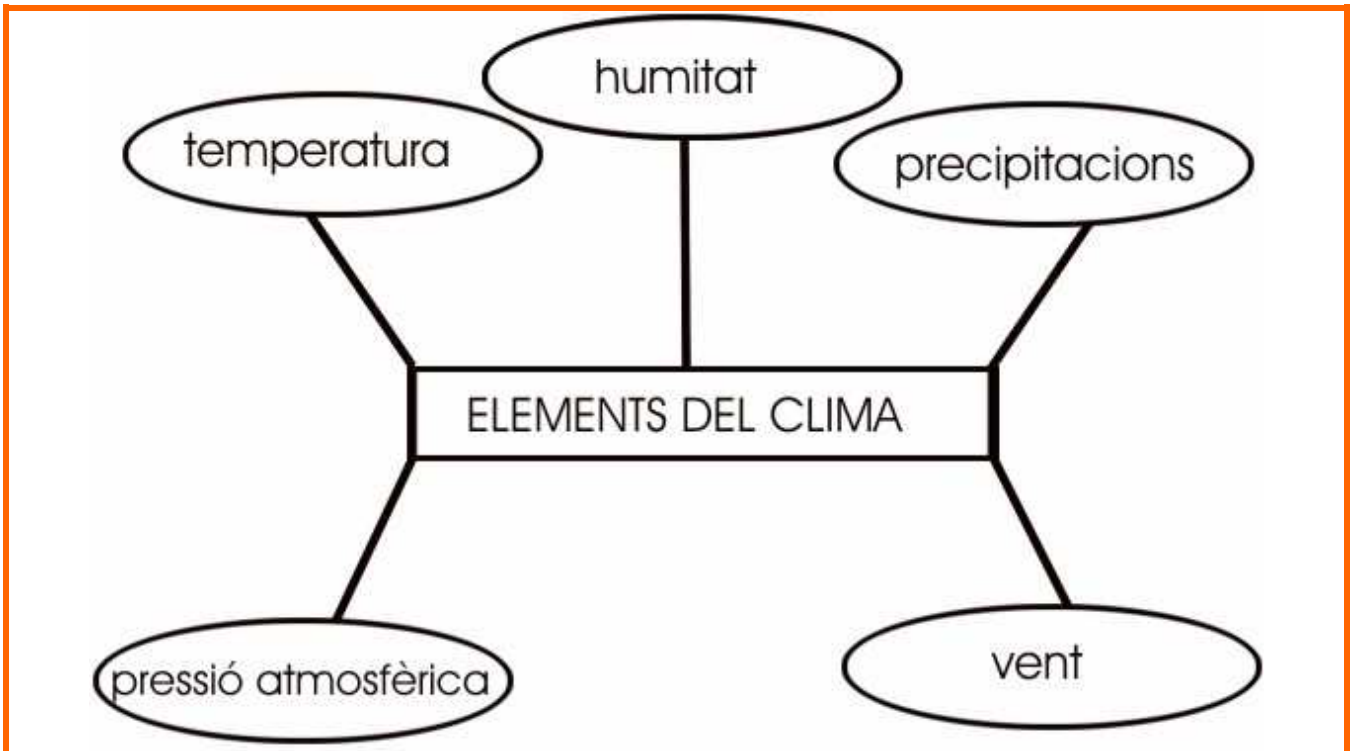 humitat
temperatura
precipitacions
ELEMENTS DEL CLIMA
pressió atmosfèrica
vent